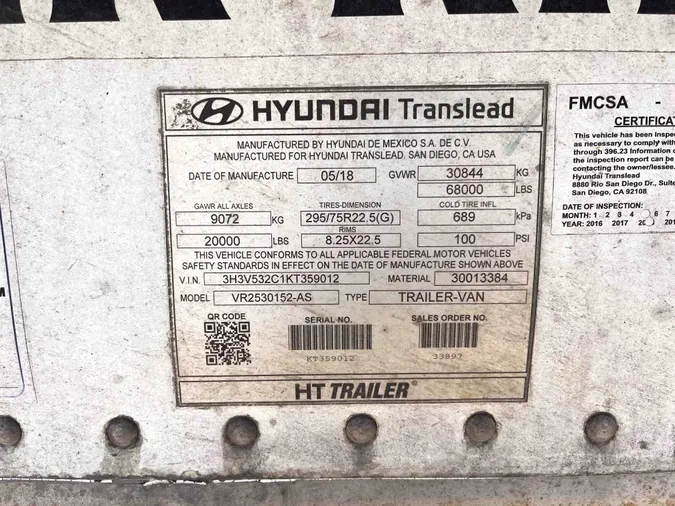 HYUNDAI Translead
MANUFACTURED BY HYUNDAI DE MEXICO S.A. DE C.V.
MANUFACTURED FOR HYUNDAI TRANSLEAD. SAN DIEGO, CA USA
DATE OF MANUFACTURE 05/18 GVWR 30844 KG
68000 LBS
GAWR ALL AXLES TIRES-DIMENSION COLD TIRE INFL
9072 KG 295/75R22.5(G) 689 kPa
RIMS
20000 LBS 8.25X22.5 100 PSI
THIS VEHICLE CONFORMS TO ALL APPLICABLE FEDERAL MOTOR VEHICLES
SAFETY STANDARDS IN EFFECT ON THE DATE OF MANUFACTURE SHOWN ABOVE
V.I.N. 3H3V532C1KT359012 MATERIAL 30013384
MODEL VR2530152-AS TYPE TRAILER-VAN
QR CODE SERIAL NO. SALES ORDER NO.
KT359012 33897
HT TRAILER®
FMCSA -
CERTIFICA
This vehicle has been Inspe
as necessary to comply with
through 396.23 Information o
the inspection report can be
contacting the owner/lessee.
Hyundai Translead
8880 Rio San Diego Dr., Suite
San Diego, CA 92108
DATE OF INSPECTION:
MONTH: 1 2 3 4 6 7
YEAR: 2016 2017 201
M